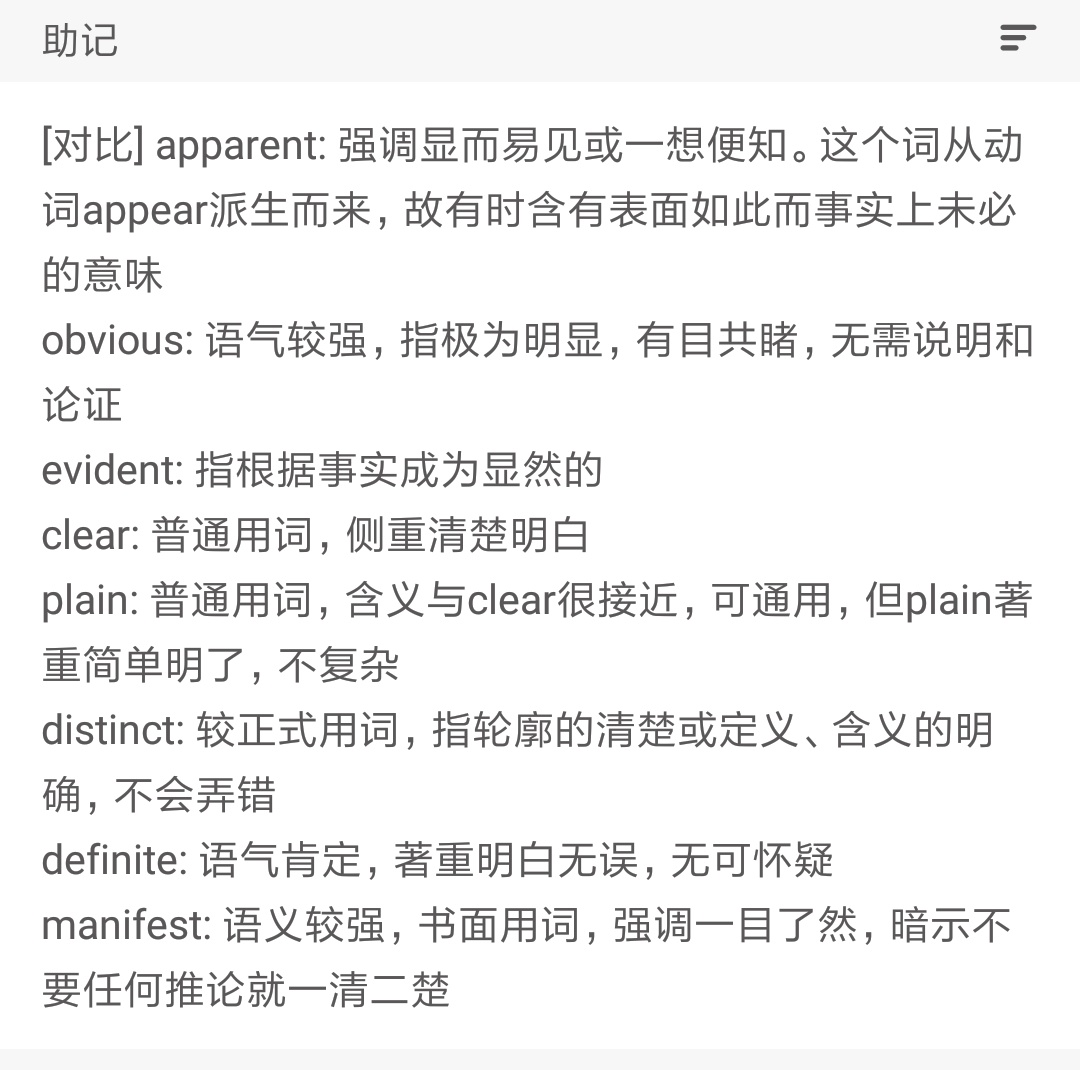 助记
[对比] apparent: 强调显而易见或一想便知。这个词从动
词appear派生而来，故有时含有表面如此而事实上未必
的意味
obvious: 语气较强，指极为明显，有目共睹，无需说明和
论证
evident: 指根据事实成为显然的
clear: 普通用词，侧重清楚明白
plain: 普通用词，含义与clear很接近，可通用，但plain著
重简单明了，不复杂
distinct: 较正式用词，指轮廓的清楚或定义、含义的明
确，不会弄错
definite: 语气肯定，著重明白无误，无可怀疑
manifest: 语义较强，书面用词，强调一目了然，暗示不
要任何推论就一清二楚